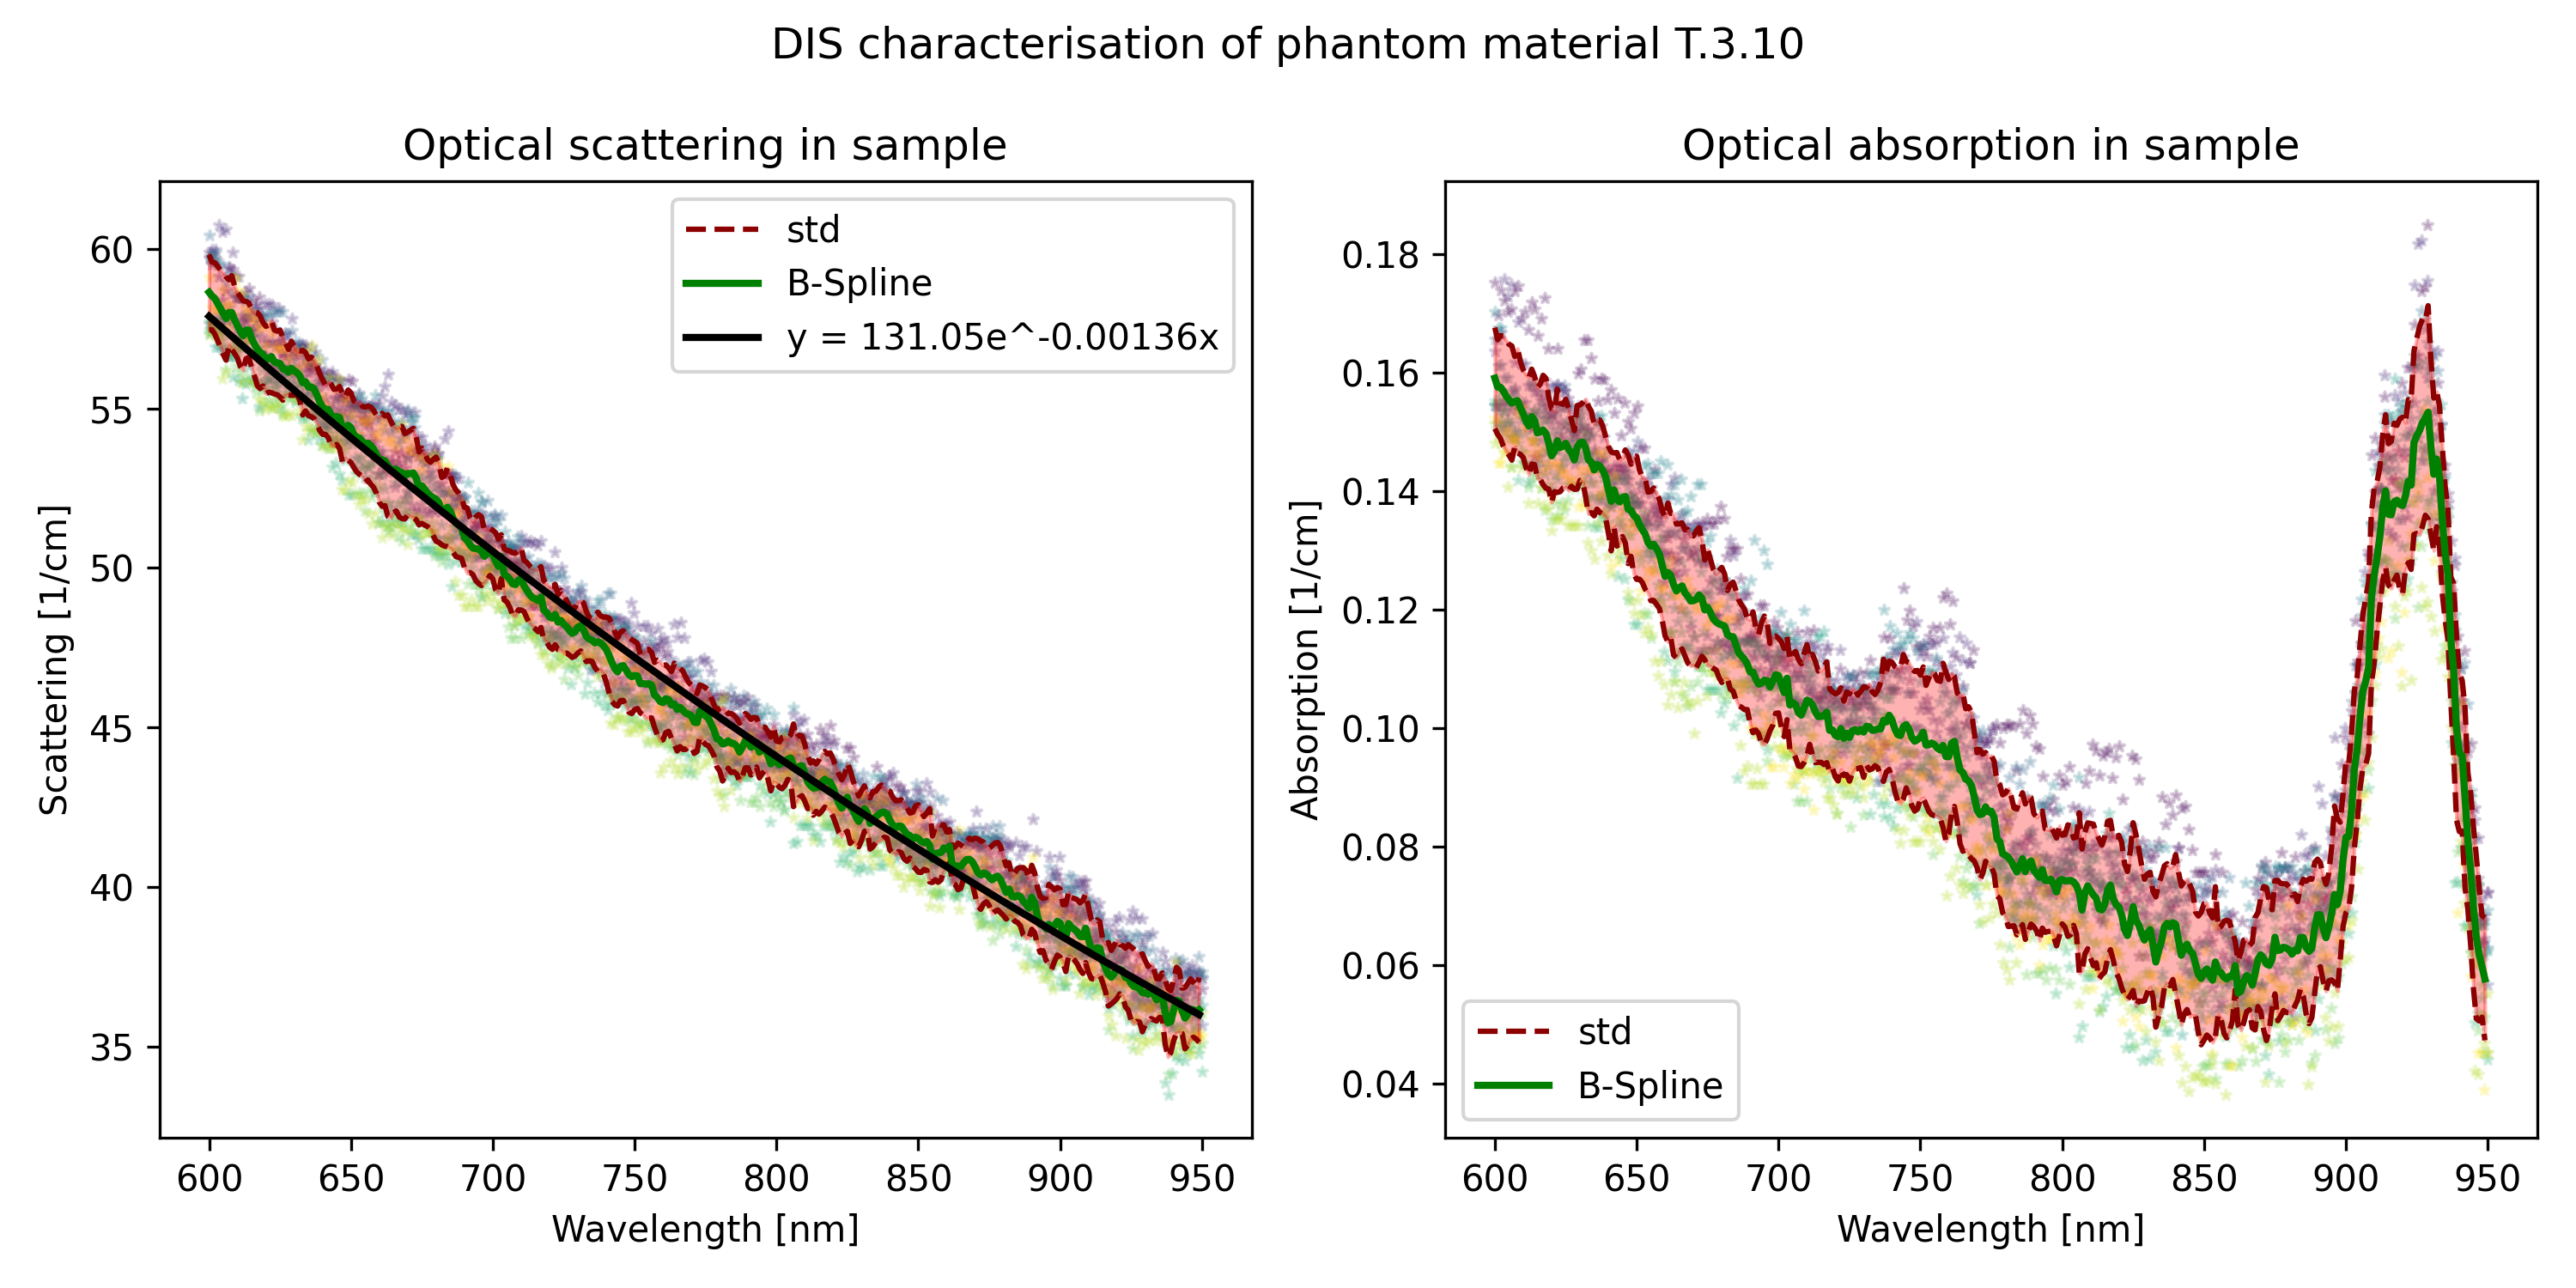 DIS characterisation of phantom material T.3.10
Optical scattering in sample
std
B-Spline
y = 131.05e^-0.00136x
Scattering [1/cm]
60
55
50
45
40
35
600 650 700 750 800 850 900 950
Wavelength [nm]
Optical absorption in sample
Absorption [1/cm]
0.18
0.16
0.14
0.12
0.10
0.08
0.06
0.04
std
B-Spline
600 650 700 750 800 850 900 950
Wavelength [nm]